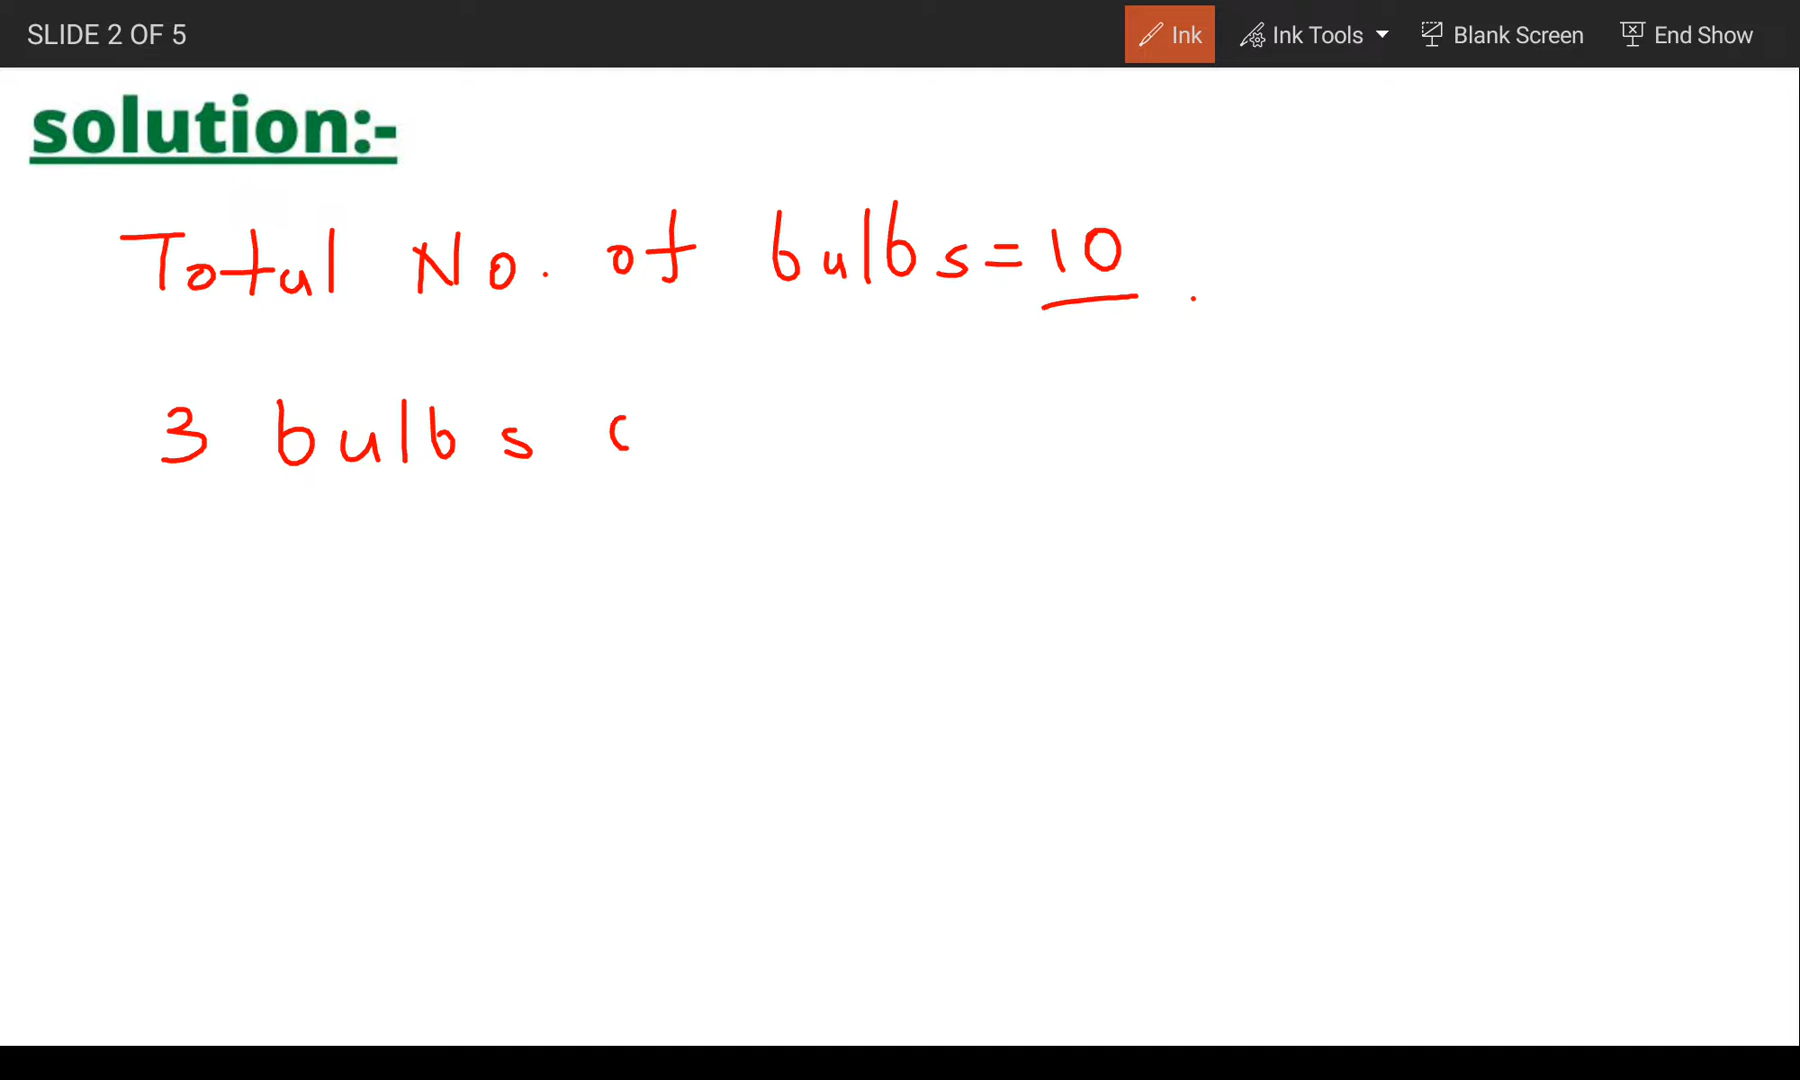 SLIDE 2 OF 5
Ink
Ink Tools
Blank Screen
End Show
solution:-
Total No. of bulbs = 10 .
3 bulbs